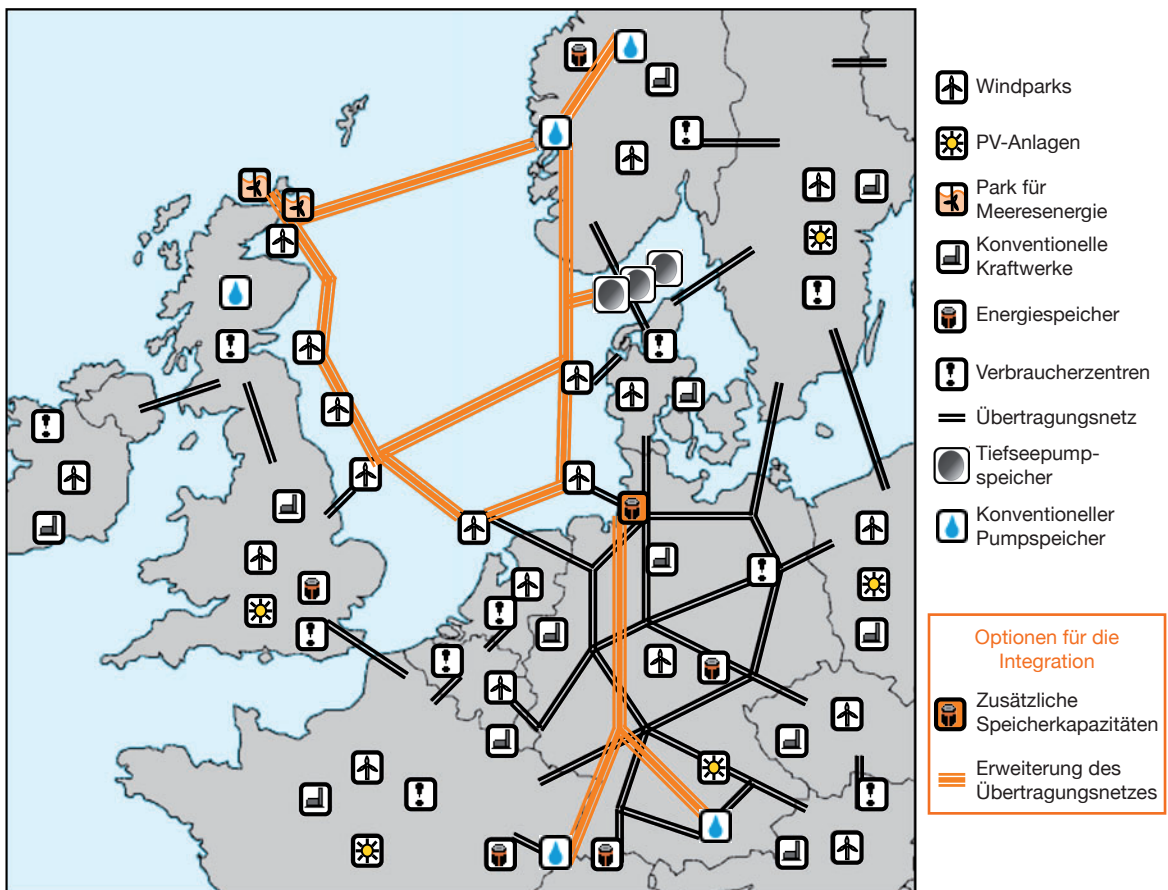 Windparks
PV-Anlagen
Park für
Meeresenergie
Konventionelle
Kraftwerke
Energiespeicher
Verbraucherzentren
Übertragungsnetz
Tiefseepump-
speicher
Konventioneller
Pumpspeicher
Optionen für die
Integration
Zusätzliche
Speicherkapazitäten
Erweiterung des
Übertragungsnetzes